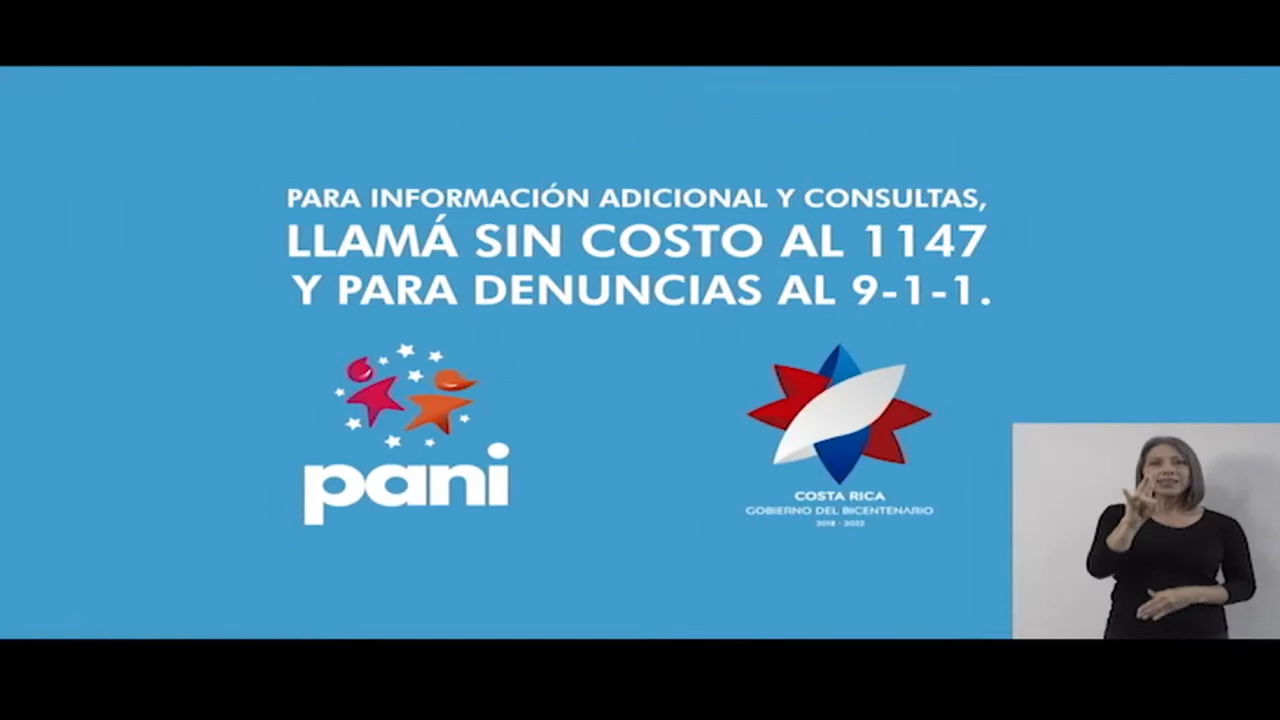 PARA INFORMACIÓN ADICIONAL Y CONSULTAS,
LLAMÁ SIN COSTO AL 1147
Y PARA DENUNCIAS AL 9-1-1.
pani
COSTA RICA
GOBIERNO DEL BICENTENARIO
2018 - 2022